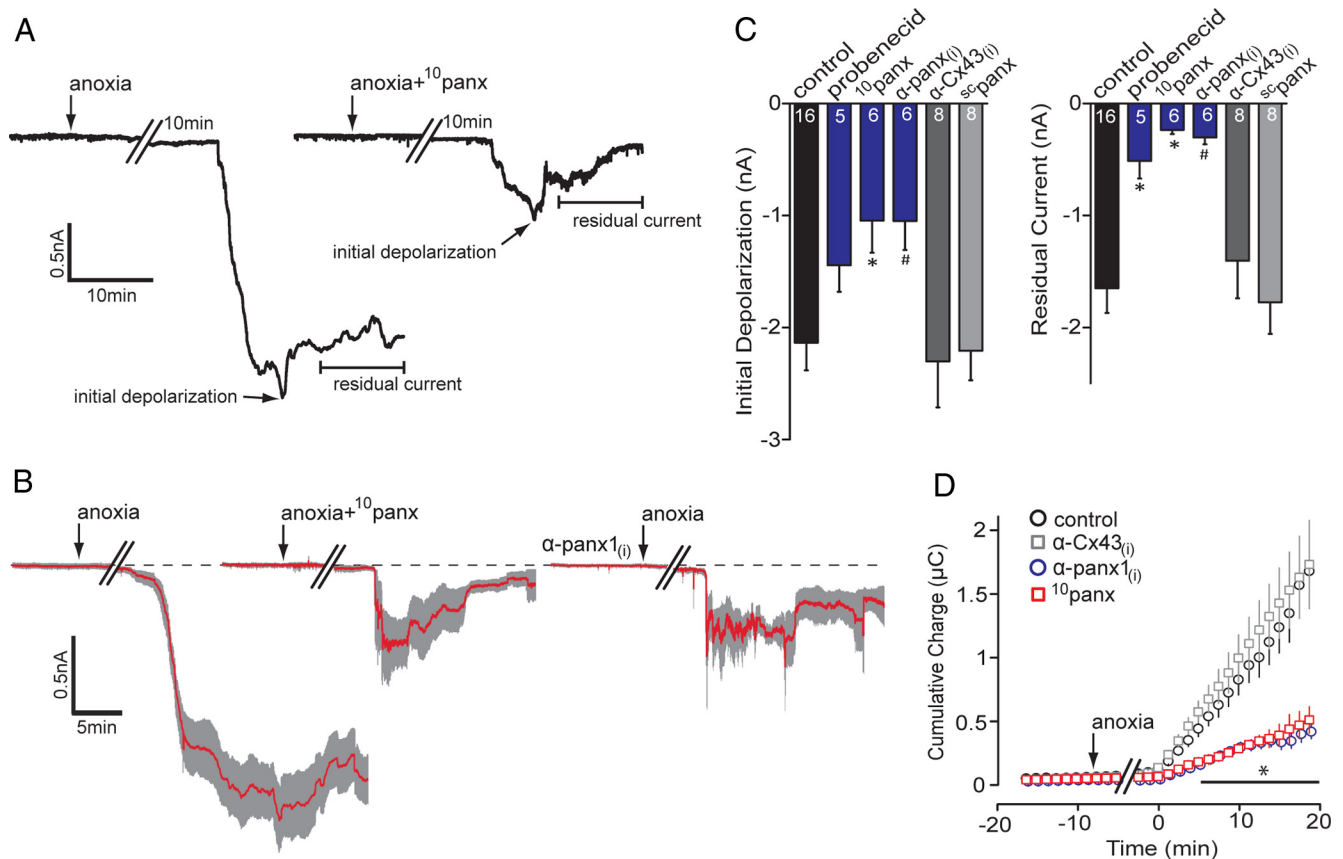 A
anoxia
10min
anoxia+10panx
10min
0.5nA
10min
initial depolarization
residual current
initial depolarization
residual current
B
anoxia
anoxia+10panx
α-panx1(i)
anoxia
0.5nA
5min
C
control
probenecid
10panx
α-panx(i)
α-Cx43(i)
scpanx
0
16
5
6
6
8
8
-1
-2
-3
Initial Depolarization (nA)
*
#
control
probenecid
10panx
α-panx(i)
α-Cx43(i)
scpanx
0
16
5
6
6
8
8
-1
-2
Residual Current (nA)
*
*
#
D
control
α-Cx43(i)
α-panx1(i)
10panx
2
1.5
1
0.5
0
Cumulative Charge (µC)
anoxia
*
-20
-10
0
10
20
Time (min)